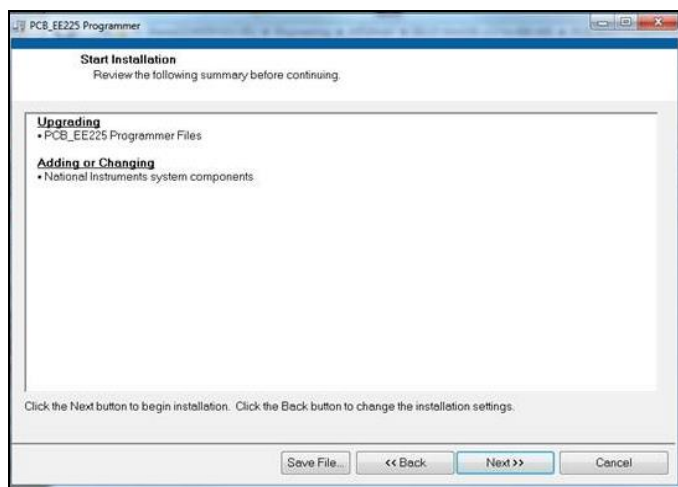 PCB_EE225 Programmer
Start Installation
Review the following summary before continuing.
Upgrading
• PCB_EE225 Programmer Files
Adding or Changing
• National Instruments system components
Click the Next button to begin installation. Click the Back button to change the installation settings.
Save File... << Back Next >> Cancel